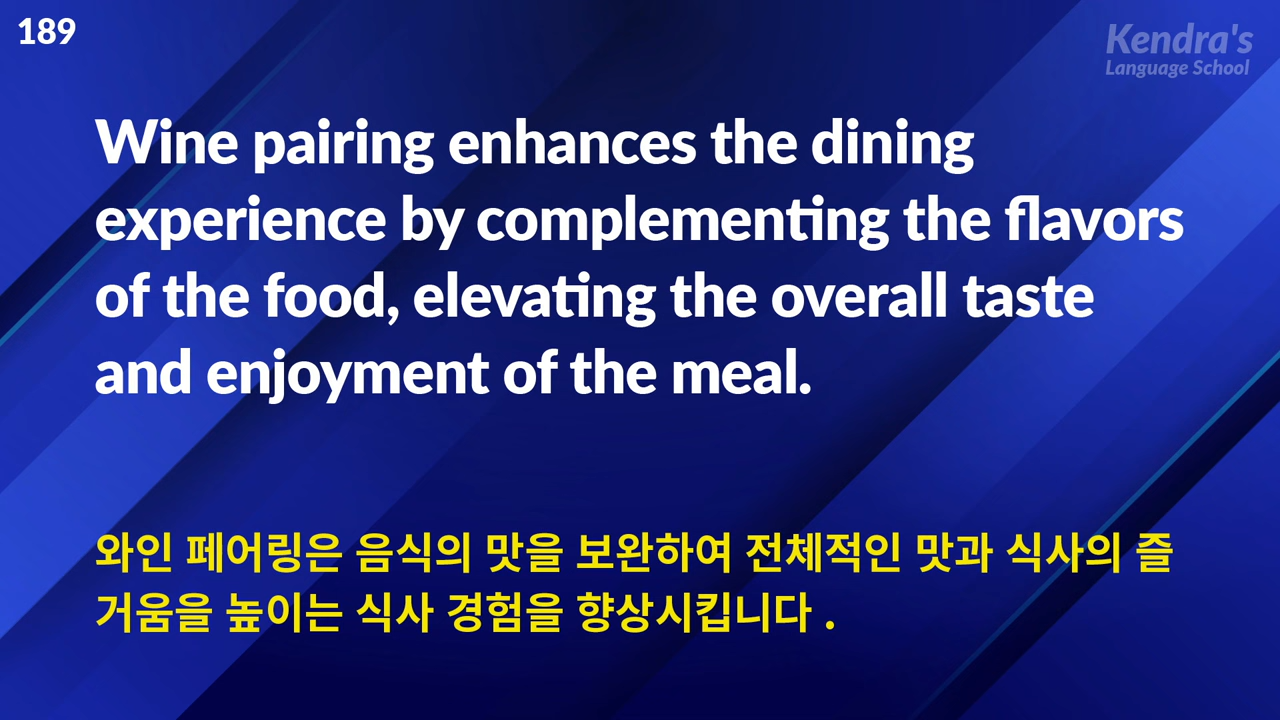 189
Kendra's
Language School
Wine pairing enhances the dining
experience by complementing the flavors
of the food, elevating the overall taste
and enjoyment of the meal.
와인 페어링은 음식의 맛을 보완하여 전체적인 맛과 식사의 즐
거움을 높이는 식사 경험을 향상시킵니다 .